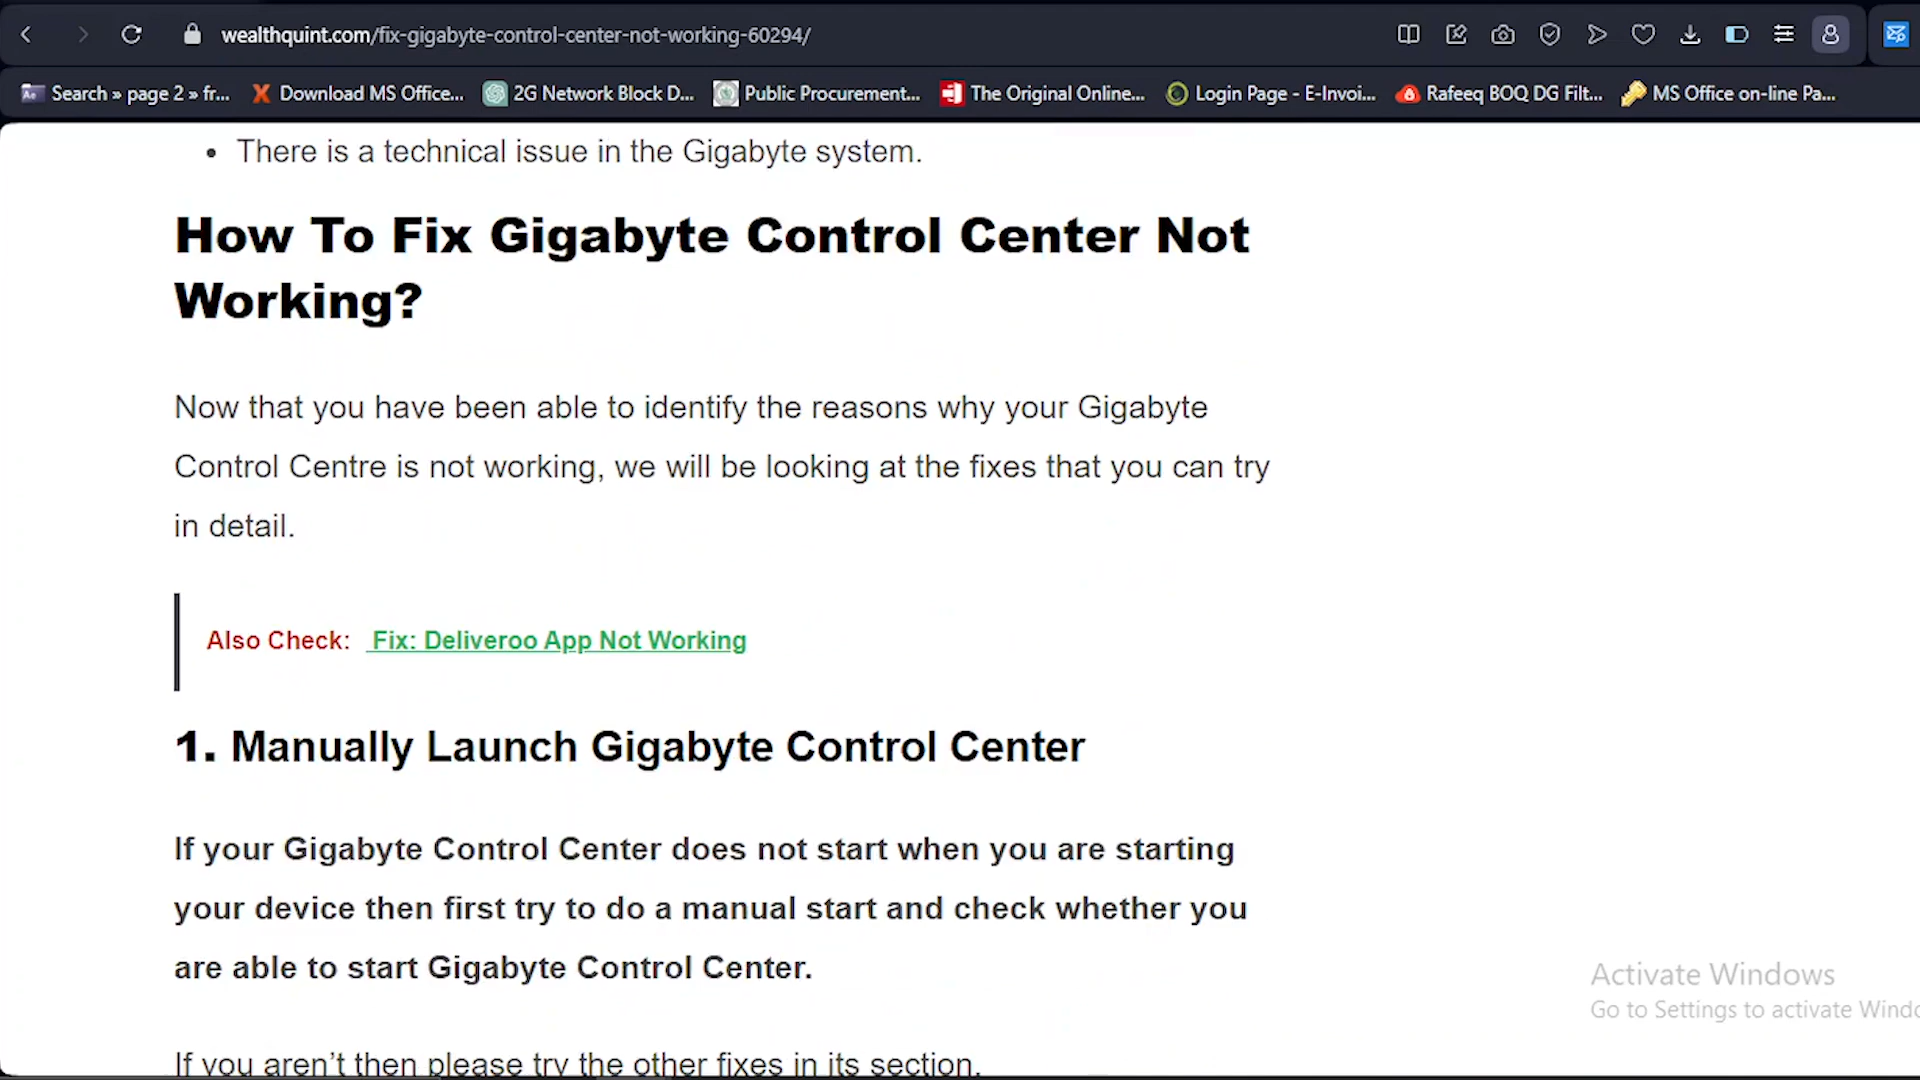 wealthquint.com/fix-gigabyte-control-center-not-working-60294/
Search » page 2 » fr...
Download MS Office...
2G Network Block D...
Public Procurement...
The Original Online...
Login Page - E-Invoi...
Rafeeq BOQ DG Filt...
MS Office on-line Pa...
• There is a technical issue in the Gigabyte system.
How To Fix Gigabyte Control Center Not
Working?
Now that you have been able to identify the reasons why your Gigabyte
Control Centre is not working, we will be looking at the fixes that you can try
in detail.
Also Check: Fix: Deliveroo App Not Working
1. Manually Launch Gigabyte Control Center
If your Gigabyte Control Center does not start when you are starting
your device then first try to do a manual start and check whether you
are able to start Gigabyte Control Center.
Activate Windows
Go to Settings to activate Windo
If you aren’t then please try the other fixes in its section.